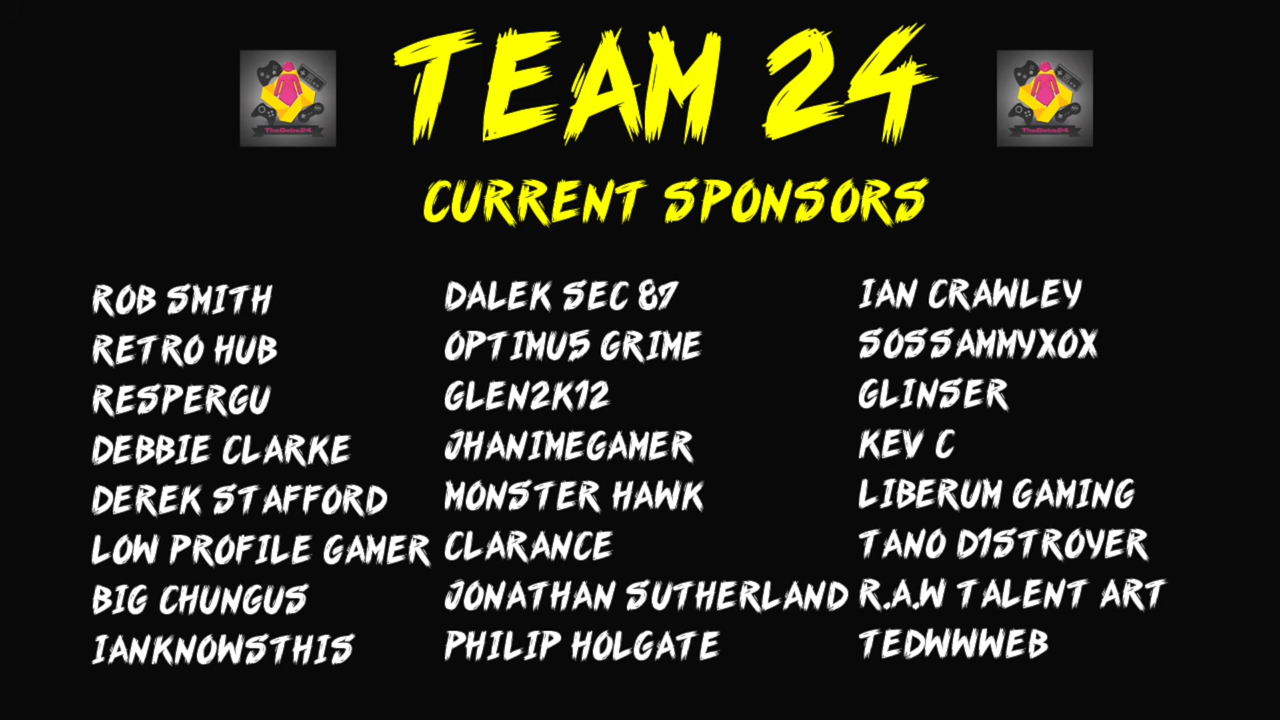 TEAM 24
CURRENT SPONSORS
ROB SMITH
RETRO HUB
RESPERGU
DEBBIE CLARKE
DEREK STAFFORD
LOW PROFILE GAMER
BIG CHUNGUS
IANKNOWSTHIS
DALEK SEC 87
OPTIMU5 GRIME
GLEN2K12
JHANIMEGAMER
MONSTER HAWK
CLARANCE
JONATHAN SUTHERLAND
PHILIP HOLGATE
IAN CRAWLEY
SOSSAMMYXOX
GLINSER
KEV C
LIBERUM GAMING
TANO D1STROYER
R.A.W TALENT ART
TEDWWWEB